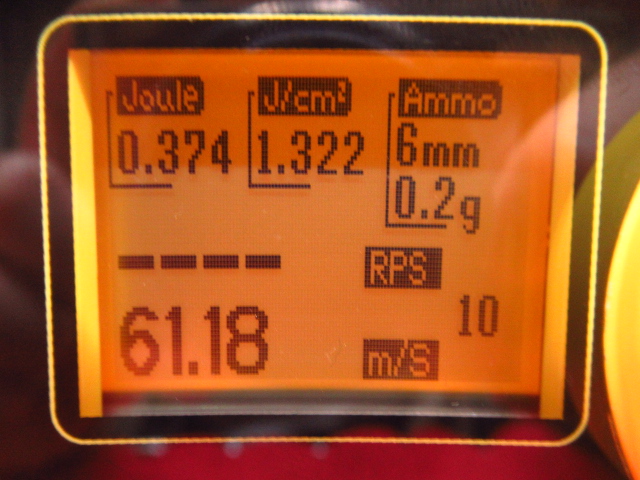 Joule J/cm² Ammo
0.374 1.322 6mm
0.2g
---- RPS
10
61.18 m/S